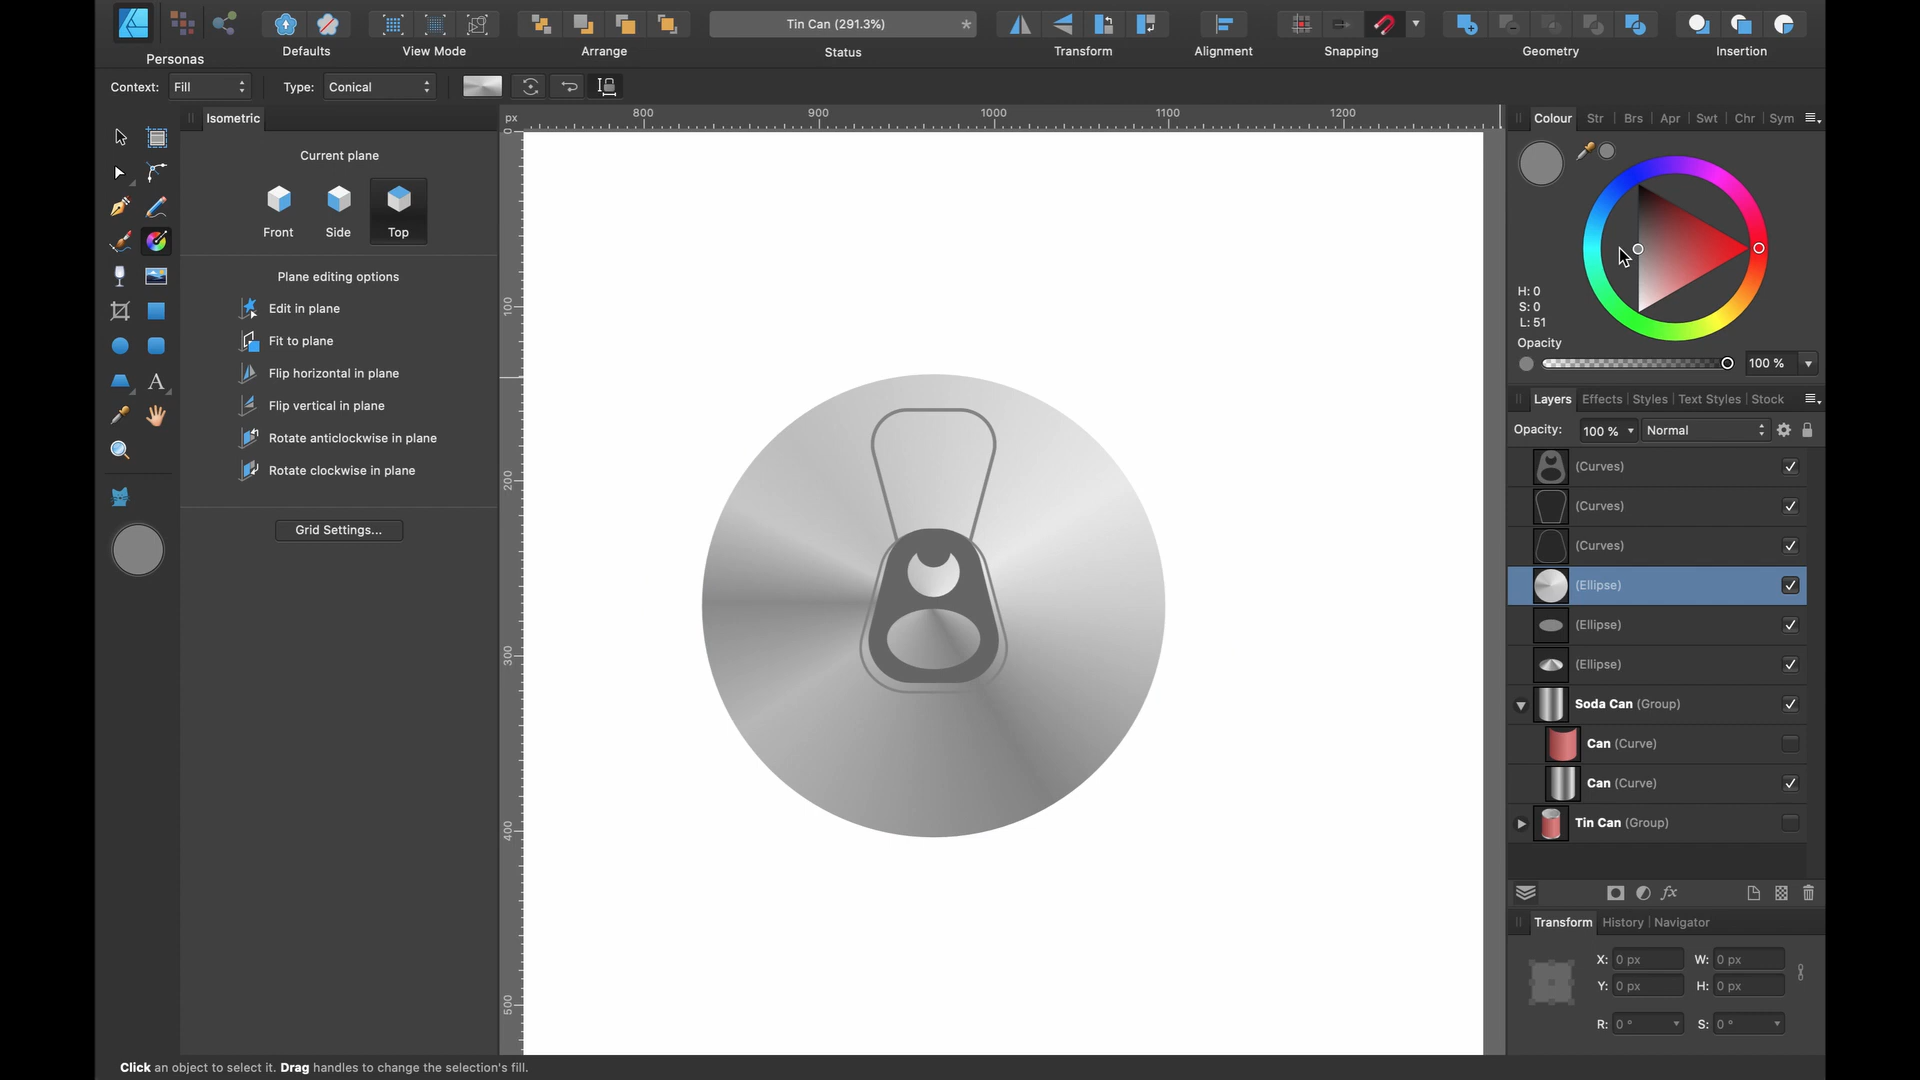 Tin Can (291.3%)
*
Personas
Defaults
View Mode
Arrange
Status
Transform
Alignment
Snapping
Geometry
Insertion
Context: Fill
Type: Conical
Isometric
Current plane
Front
Side
Top
Plane editing options
Edit in plane
Fit to plane
Flip horizontal in plane
Flip vertical in plane
Rotate anticlockwise in plane
Rotate clockwise in plane
Grid Settings...
px
800
900
1000
1100
1200
0
100
200
300
400
500
Colour Str Brs Apr Swt Chr Sym
H: 0
S: 0
L: 51
Opacity
100 %
Layers Effects Styles Text Styles Stock
Opacity: 100 % Normal
(Curves)
(Curves)
(Curves)
(Ellipse)
(Ellipse)
(Ellipse)
Soda Can (Group)
Can (Curve)
Can (Curve)
Tin Can (Group)
fx
Transform History Navigator
X: 0 px W: 0 px
Y: 0 px H: 0 px
R: 0 ° S: 0 °
Click an object to select it. Drag handles to change the selection's fill.